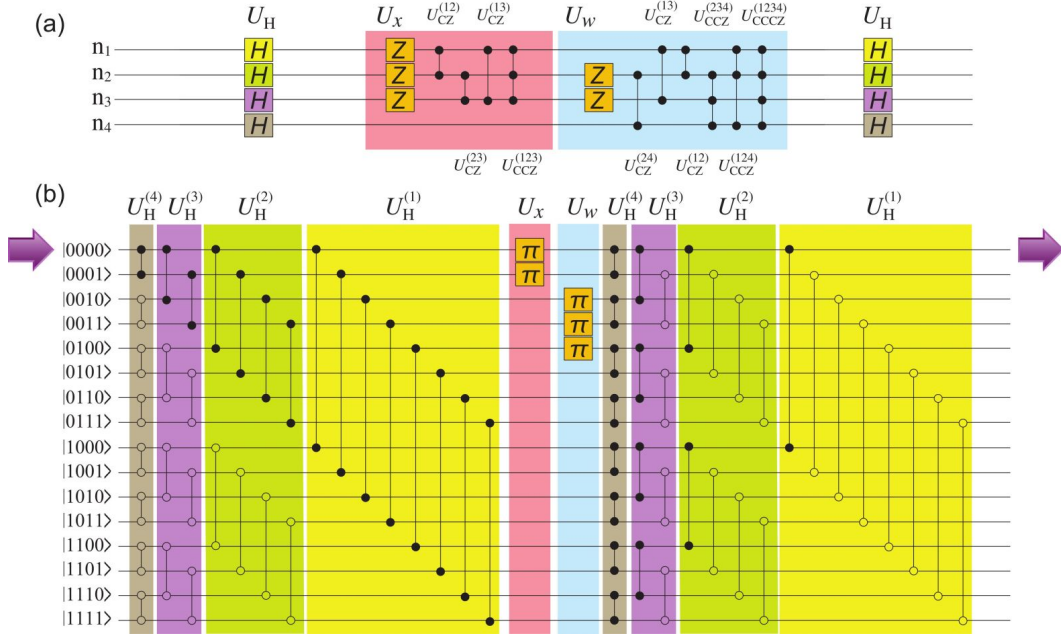 (a)
U_H U_x U_CZ^(12) U_CZ^(13) U_w U_CZ^(13) U_CCZ^(234) U_CCCZ^(1234) U_H
n₁ H Z H
n₂ H Z Z H
n₃ H Z Z H
n₄ H H
U_CZ^(23) U_CCZ^(123) U_CZ^(24) U_CZ^(12) U_CCZ^(124)
(b)
U_H^(4) U_H^(3) U_H^(2) U_H^(1) U_x U_w U_H^(4) U_H^(3) U_H^(2) U_H^(1)
|0000⟩ π
|0001⟩ π
|0010⟩ π
|0011⟩ π
|0100⟩ π
|0101⟩
|0110⟩
|0111⟩
|1000⟩
|1001⟩
|1010⟩
|1011⟩
|1100⟩
|1101⟩
|1110⟩
|1111⟩